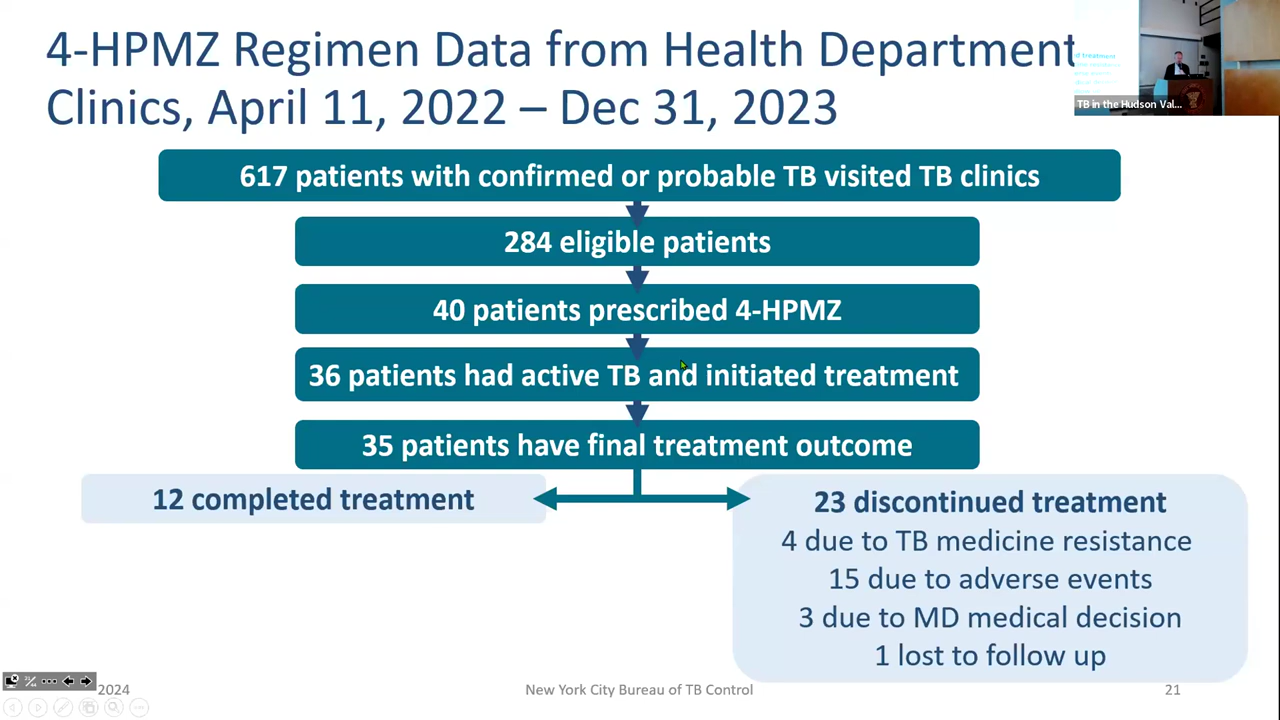 4-HPMZ Regimen Data from Health Department
Clinics, April 11, 2022 – Dec 31, 2023
TB in the Hudson Val...
617 patients with confirmed or probable TB visited TB clinics
284 eligible patients
40 patients prescribed 4-HPMZ
36 patients had active TB and initiated treatment
35 patients have final treatment outcome
12 completed treatment
23 discontinued treatment
4 due to TB medicine resistance
15 due to adverse events
3 due to MD medical decision
1 lost to follow up
2024
New York City Bureau of TB Control
21